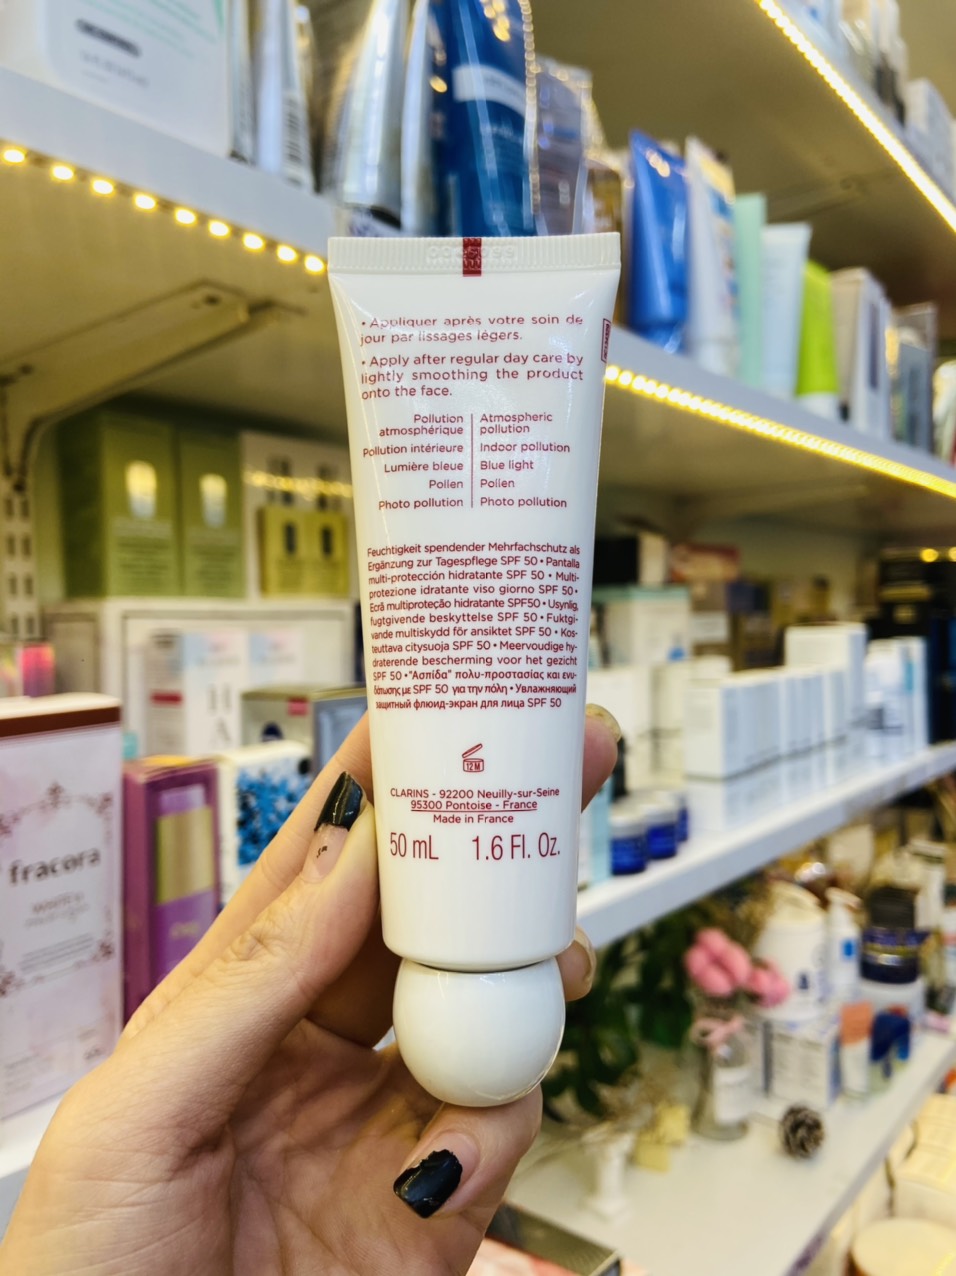 • Appliquer après votre soin de
jour par lissages légers.
• Apply after regular day care by
lightly smoothing the product
onto the face.
Pollution atmosphérique | Atmospheric pollution
Pollution intérieure | Indoor pollution
Lumière bleue | Blue light
Pollen | Pollen
Photo pollution | Photo pollution
Feuchtigkeit spendender Mehrfachschutz als
Ergänzung zur Tagespflege SPF 50 • Pantalla
multi-protección hidratante SPF 50 • Multi-
protezione idratante viso giorno SPF 50 •
Ecrã multiproteção hidratante SPF50 • Usynlig,
fugtgivende beskyttelse SPF 50 • Fuktgi-
vande multiskydd för ansiktet SPF 50 • Kos-
teuttava citysuoja SPF 50 • Meervoudige hy-
draterende bescherming voor het gezicht
SPF 50 • "Ασπίδα" πολυ-προστασίας και ενυ-
δάτωσης με SPF 50 για την πόλη • Увлажняющий
защитный флюид-экран для лица SPF 50
12 M
CLARINS - 92200 Neuilly-sur-Seine
95300 Pontoise - France
Made in France
50 mL 1.6 Fl. Oz.
fracora